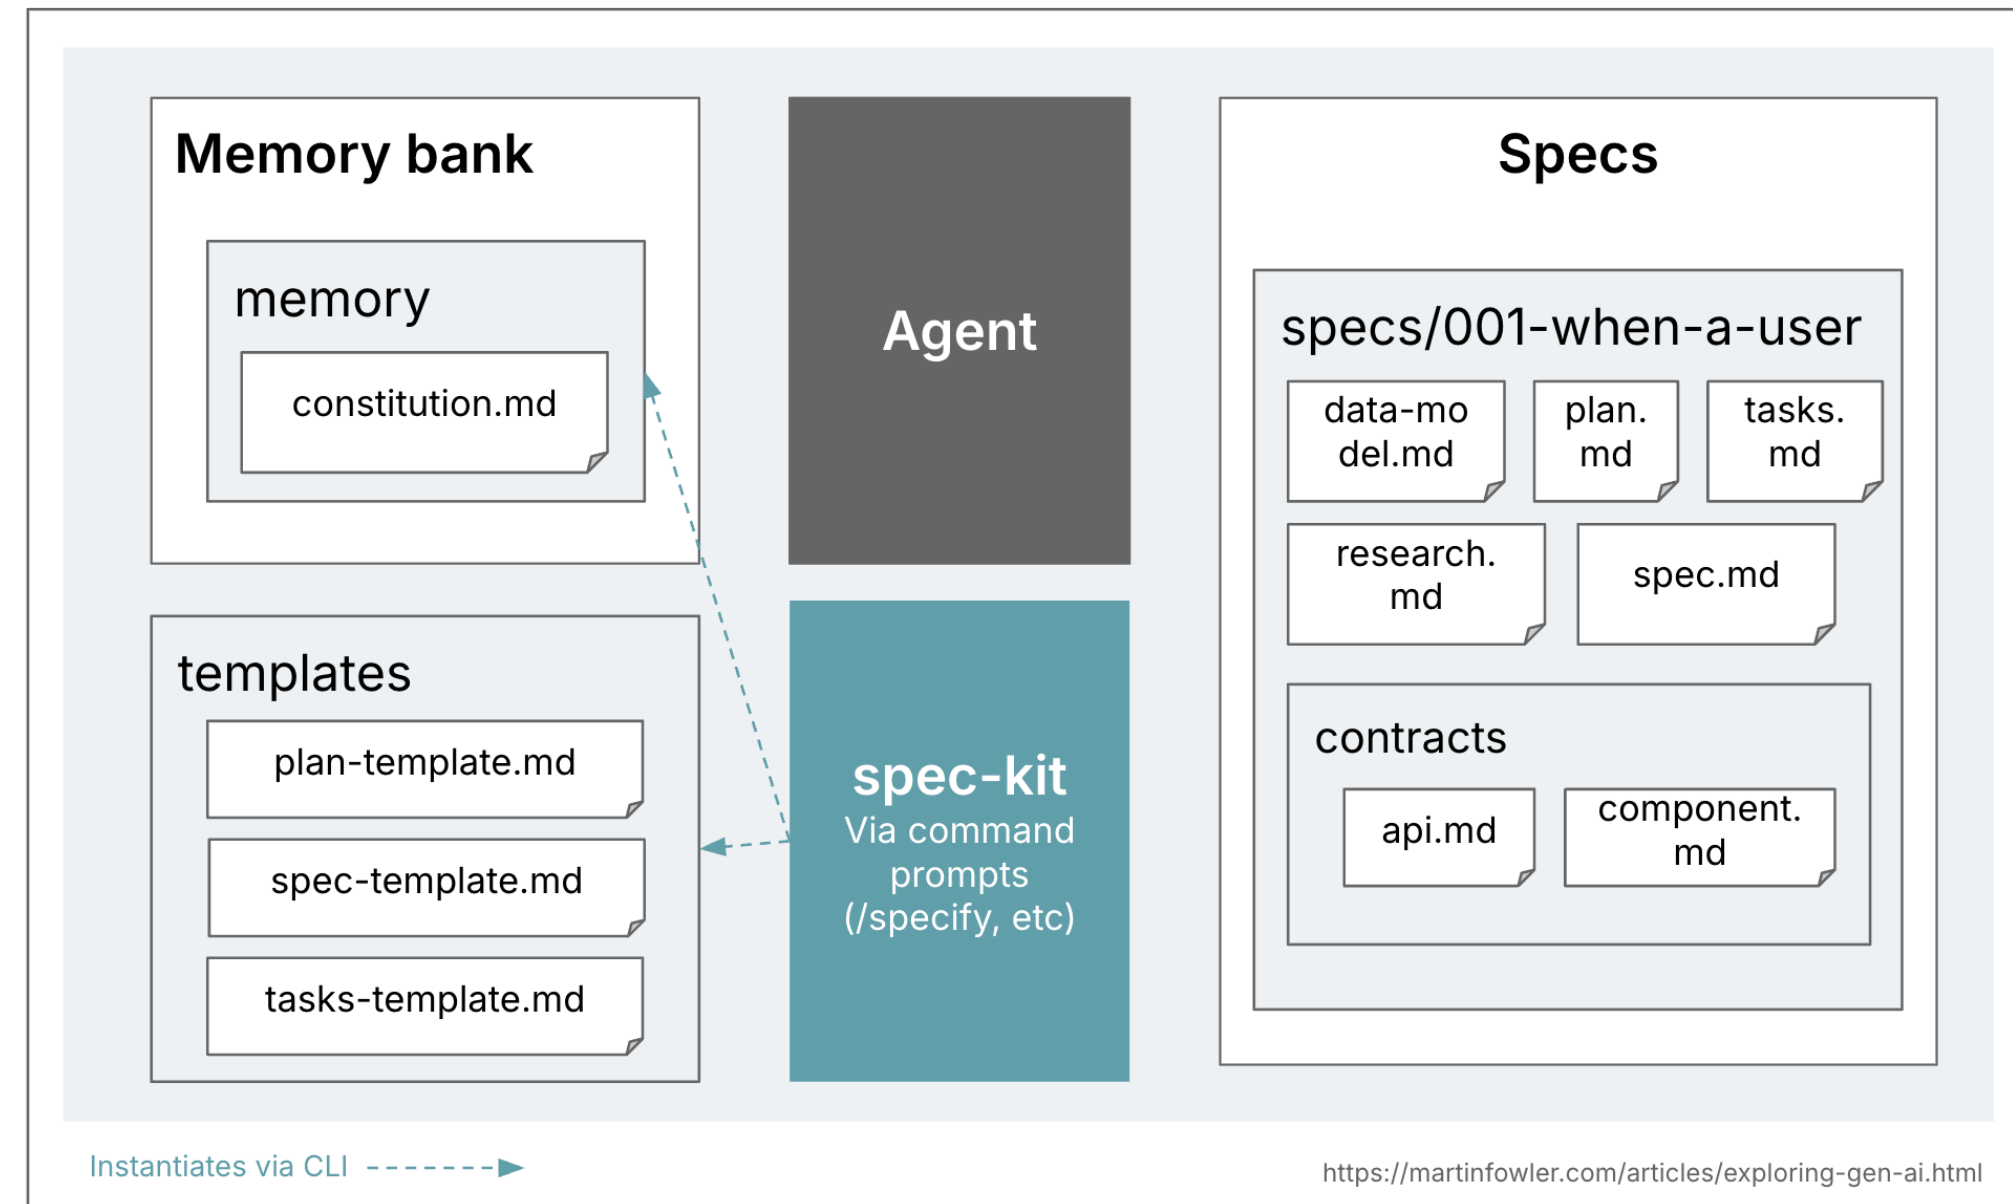 Memory bank
memory
constitution.md
templates
plan-template.md
spec-template.md
tasks-template.md
Agent
spec-kit
Via command
prompts
(/specify, etc)
Specs
specs/001-when-a-user
data-mo
del.md
plan.
md
tasks.
md
research.
md
spec.md
contracts
api.md
component.
md
Instantiates via CLI
https://martinfowler.com/articles/exploring-gen-ai.html